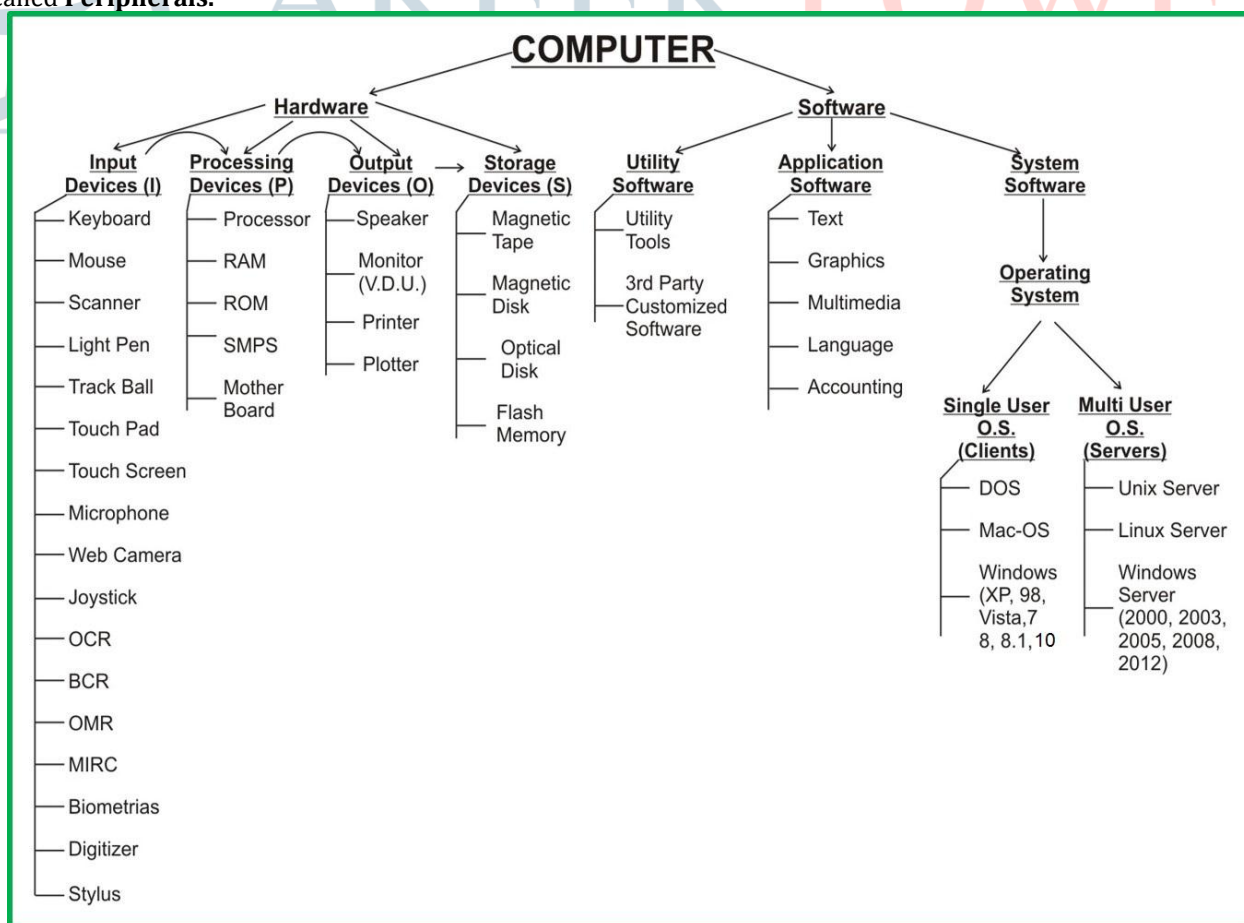 Peripherals.
COMPUTER
Hardware
Software
Input
Devices (I)
Processing
Devices (P)
Output
Devices (O)
Storage
Devices (S)
Utility
Software
Application
Software
System
Software
Keyboard
Mouse
Scanner
Light Pen
Track Ball
Touch Pad
Touch Screen
Microphone
Web Camera
Joystick
OCR
BCR
OMR
MIRC
Biometrias
Digitizer
Stylus
Processor
RAM
ROM
SMPS
Mother
Board
Speaker
Monitor
(V.D.U.)
Printer
Plotter
Magnetic
Tape
Magnetic
Disk
Optical
Disk
Flash
Memory
Utility
Tools
3rd Party
Customized
Software
Text
Graphics
Multimedia
Language
Accounting
Operating
System
Single User
O.S.
(Clients)
DOS
Mac-OS
Windows
(XP, 98,
Vista,7
8, 8.1,10
Multi User
O.S.
(Servers)
Unix Server
Linux Server
Windows
Server
(2000, 2003,
2005, 2008,
2012)